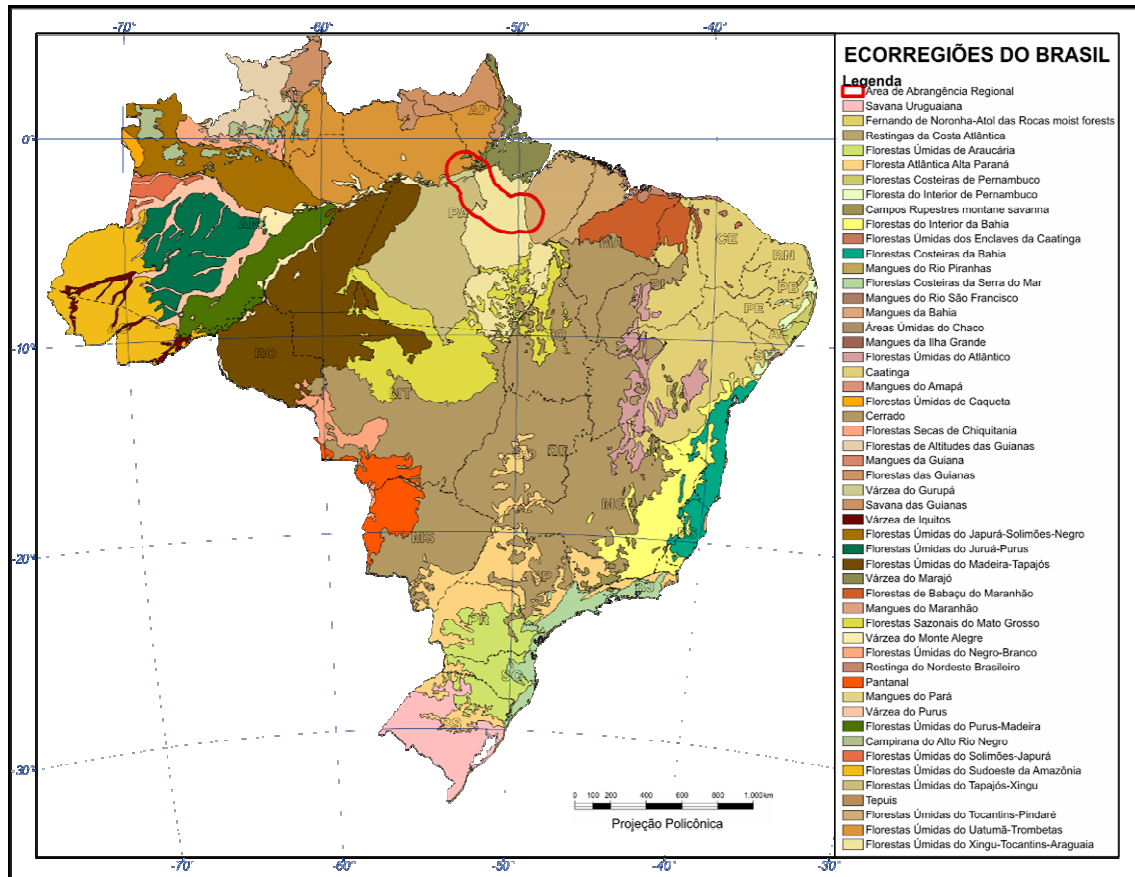 -70°
-60°
-50°
-40°
ECORREGIÕES DO BRASIL
Legenda
Área de Abrangência Regional
Savana Uruguaiana
Fernando de Noronha-Atol das Rocas moist forests
Restingas da Costa Atlântica
Florestas Úmidas de Araucária
Floresta Atlântica Alta Paraná
Florestas Costeiras de Pernambuco
Floresta do Interior de Pernambuco
Campos Rupestres montane savanna
Florestas do Interior da Bahia
Florestas Úmidas dos Enclaves da Caatinga
Florestas Costeiras da Bahia
Mangues do Rio Piranhas
Florestas Costeiras da Serra do Mar
Mangues do Rio São Francisco
Mangues da Bahia
Áreas Úmidas do Chaco
Mangues da Ilha Grande
Florestas Úmidas do Atlântico
Caatinga
Mangues do Amapá
Florestas Úmidas de Caqueta
Cerrado
Florestas Secas de Chiquitania
Florestas de Altitudes das Guianas
Mangues da Guiana
Florestas das Guianas
Várzea do Gurupá
Savana das Guianas
Várzea de Iquitos
Florestas Úmidas do Japurá-Solimões-Negro
Florestas Úmidas do Juruá-Purus
Florestas Úmidas do Madeira-Tapajós
Várzea do Marajó
Florestas de Babaçu do Maranhão
Mangues do Maranhão
Florestas Sazonais do Mato Grosso
Várzea do Monte Alegre
Florestas Úmidas do Negro-Branco
Restinga do Nordeste Brasileiro
Pantanal
Mangues do Pará
Várzea do Purus
Florestas Úmidas do Purus-Madeira
Campirana do Alto Rio Negro
Florestas Úmidas do Solimões-Japurá
Florestas Úmidas do Sudoeste da Amazônia
Florestas Úmidas do Tapajós-Xingu
Tepuis
Florestas Úmidas do Tocantins-Pindaré
Florestas Úmidas do Uatumã-Trombetas
Florestas Úmidas do Xingu-Tocantins-Araguaia
AP
0°
PA
AM
MA
CE
RN
PI
PB
PE
-10°
RO
MT
DF
MG
MS
-20°
SP
RJ
PR
SC
RS
-30°
0 100 200 400 600 800 1.000km
Projeção Policônica
-70°
-60°
-50°
-40°
-30°